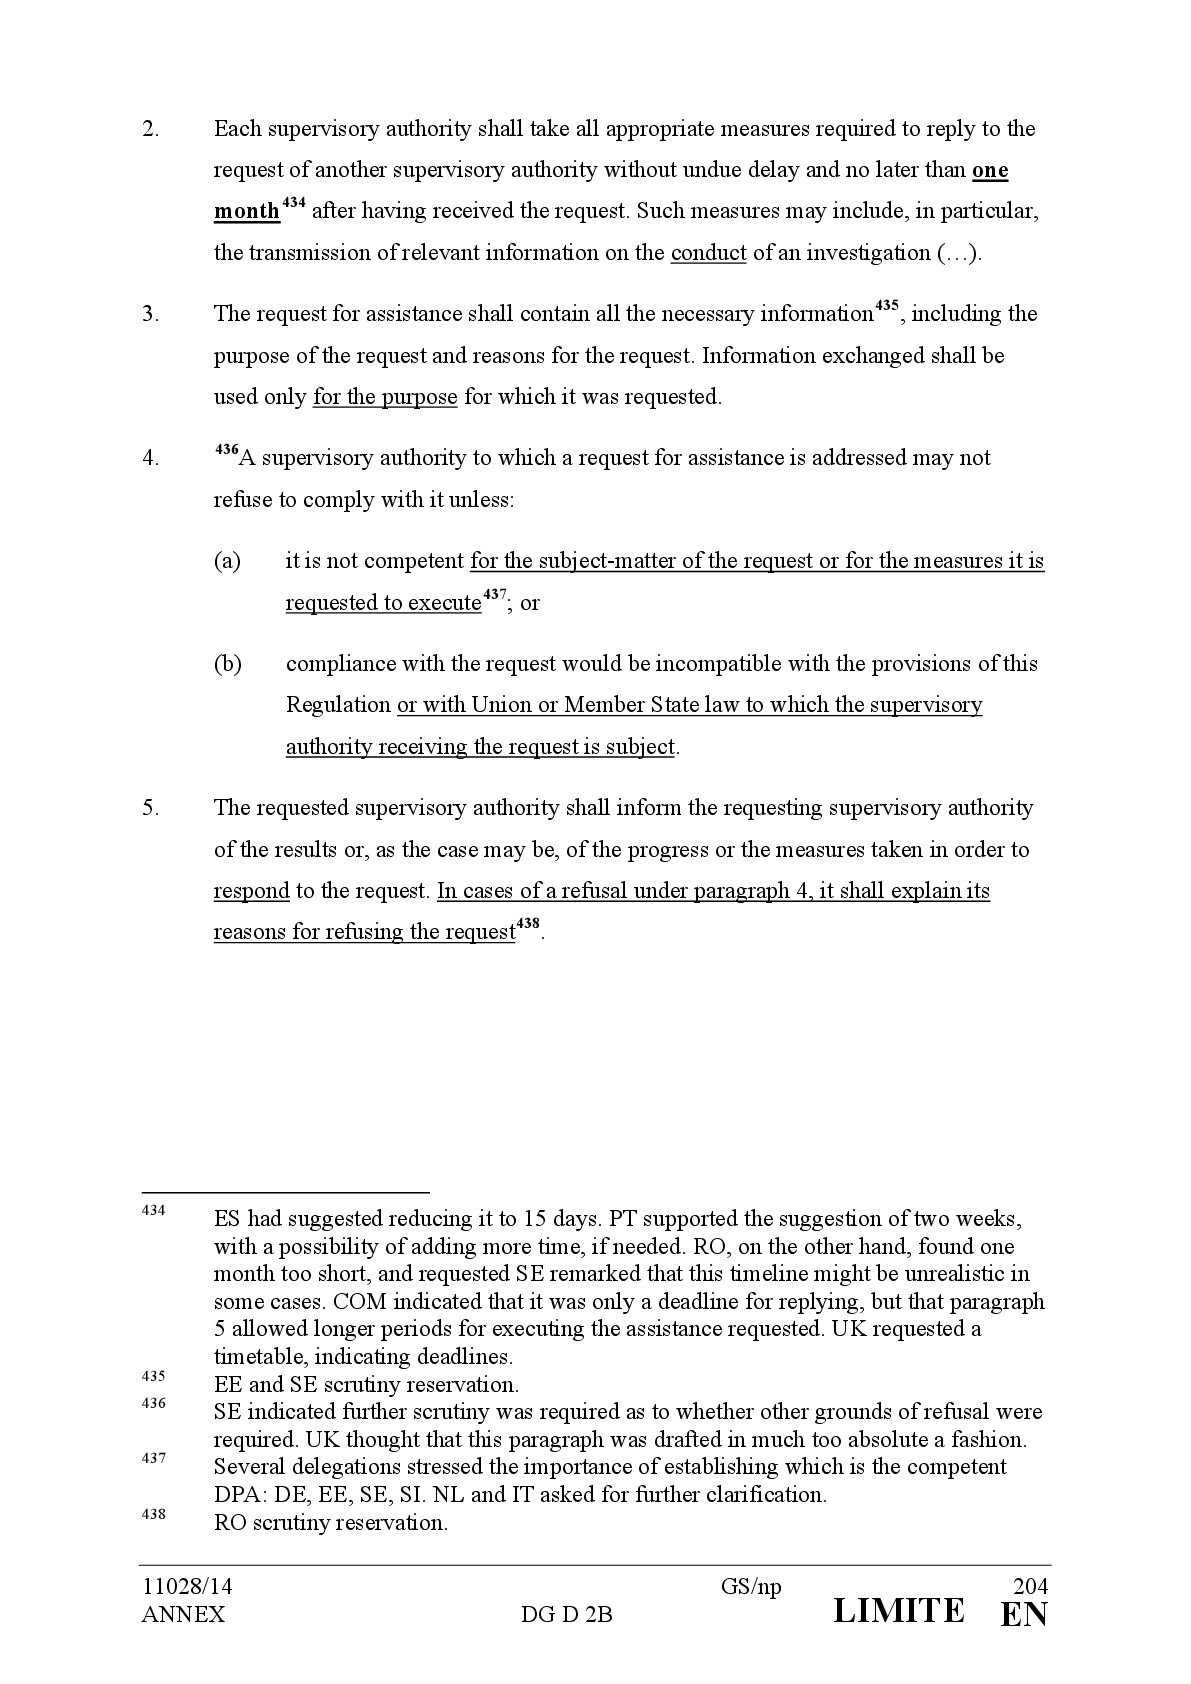 2. Each supervisory authority shall take all appropriate measures required to reply to the
request of another supervisory authority without undue delay and no later than one
month434 after having received the request. Such measures may include, in particular,
the transmission of relevant information on the conduct of an investigation (…).
3. The request for assistance shall contain all the necessary information435, including the
purpose of the request and reasons for the request. Information exchanged shall be
used only for the purpose for which it was requested.
4. 436A supervisory authority to which a request for assistance is addressed may not
refuse to comply with it unless:
(a) it is not competent for the subject-matter of the request or for the measures it is
requested to execute437; or
(b) compliance with the request would be incompatible with the provisions of this
Regulation or with Union or Member State law to which the supervisory
authority receiving the request is subject.
5. The requested supervisory authority shall inform the requesting supervisory authority
of the results or, as the case may be, of the progress or the measures taken in order to
respond to the request. In cases of a refusal under paragraph 4, it shall explain its
reasons for refusing the request438.
434 ES had suggested reducing it to 15 days. PT supported the suggestion of two weeks,
with a possibility of adding more time, if needed. RO, on the other hand, found one
month too short, and requested SE remarked that this timeline might be unrealistic in
some cases. COM indicated that it was only a deadline for replying, but that paragraph
5 allowed longer periods for executing the assistance requested. UK requested a
timetable, indicating deadlines.
435 EE and SE scrutiny reservation.
436 SE indicated further scrutiny was required as to whether other grounds of refusal were
required. UK thought that this paragraph was drafted in much too absolute a fashion.
437 Several delegations stressed the importance of establishing which is the competent
DPA: DE, EE, SE, SI. NL and IT asked for further clarification.
438 RO scrutiny reservation.
11028/14 GS/np 204
ANNEX DG D 2B LIMITE EN